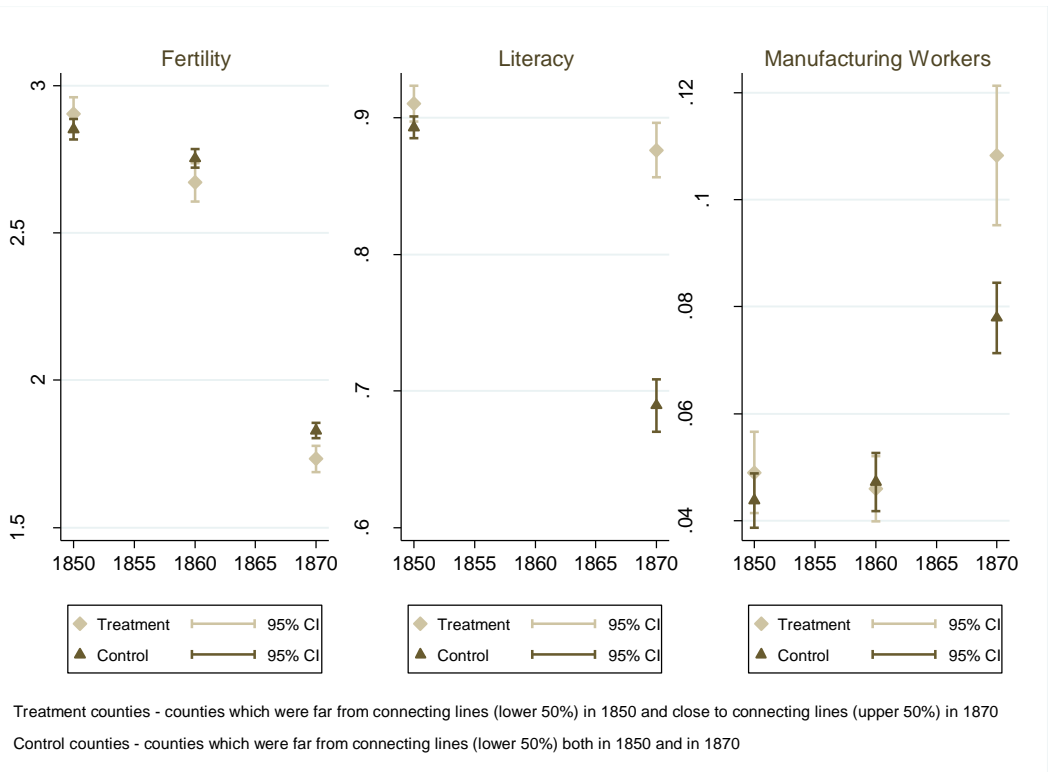 Fertility
3
2.5
2
1.5
1850 1855 1860 1865 1870
Treatment 95% CI
Control 95% CI
Literacy
.9
.8
.7
.6
1850 1855 1860 1865 1870
Treatment 95% CI
Control 95% CI
Manufacturing Workers
.12
.1
.08
.06
.04
1850 1855 1860 1865 1870
Treatment 95% CI
Control 95% CI
Treatment counties - counties which were far from connecting lines (lower 50%) in 1850 and close to connecting lines (upper 50%) in 1870
Control counties - counties which were far from connecting lines (lower 50%) both in 1850 and in 1870